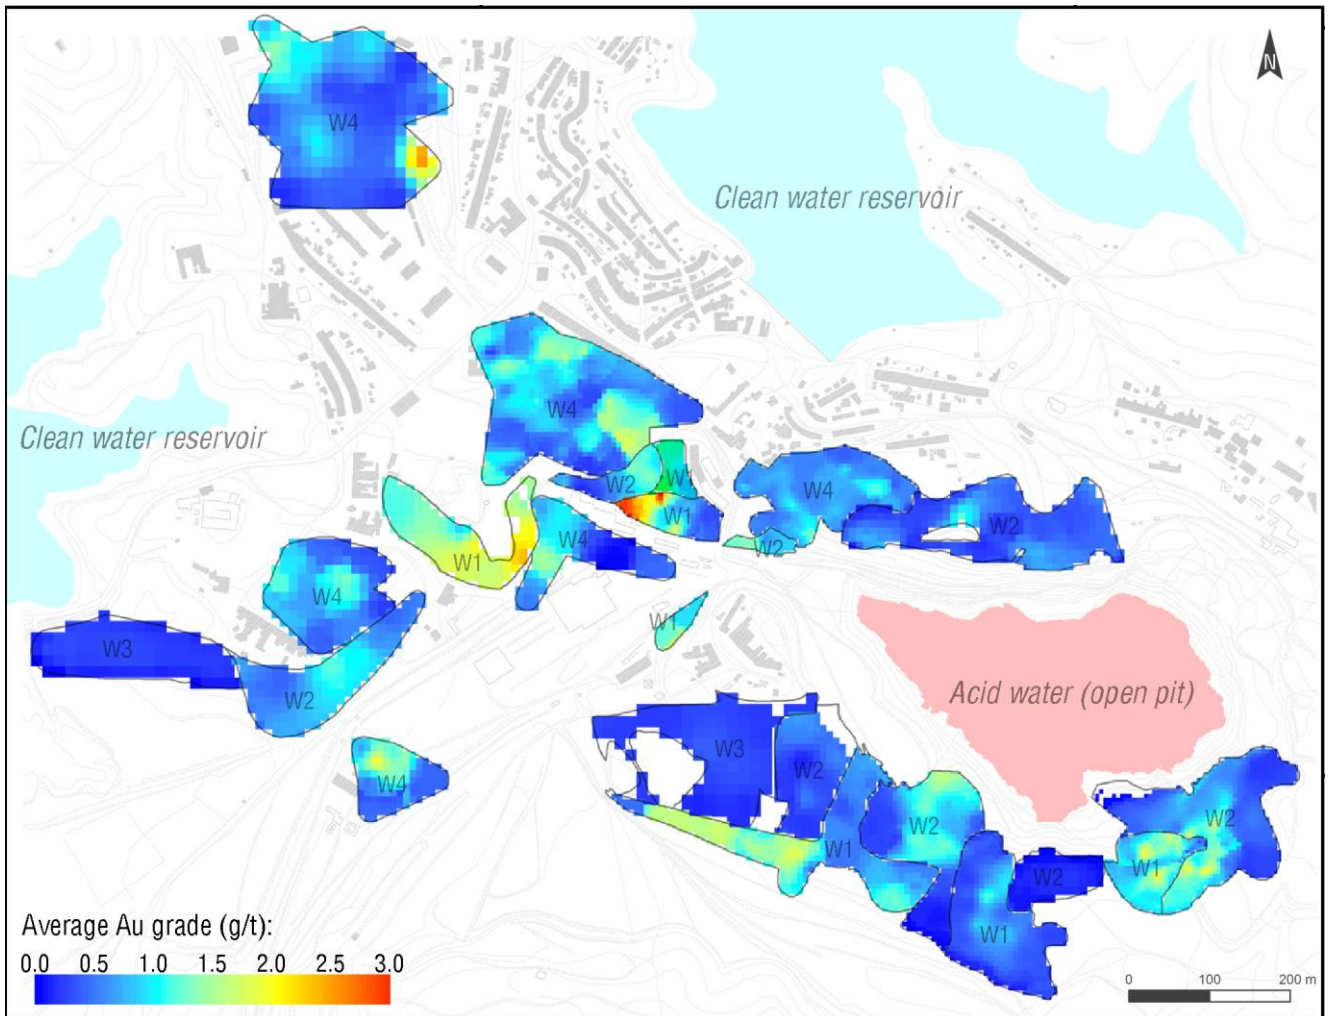 N
W4
Clean water reservoir
Clean water reservoir
W4
W1
W2
W4
W1
W2
W4
W2
W1
W4
W1
W3
W2
Acid water (open pit)
W3
W2
W4
W2
W2
W1
W1
W2
W1
Average Au grade (g/t):
0.0 0.5 1.0 1.5 2.0 2.5 3.0
0 100 200 m